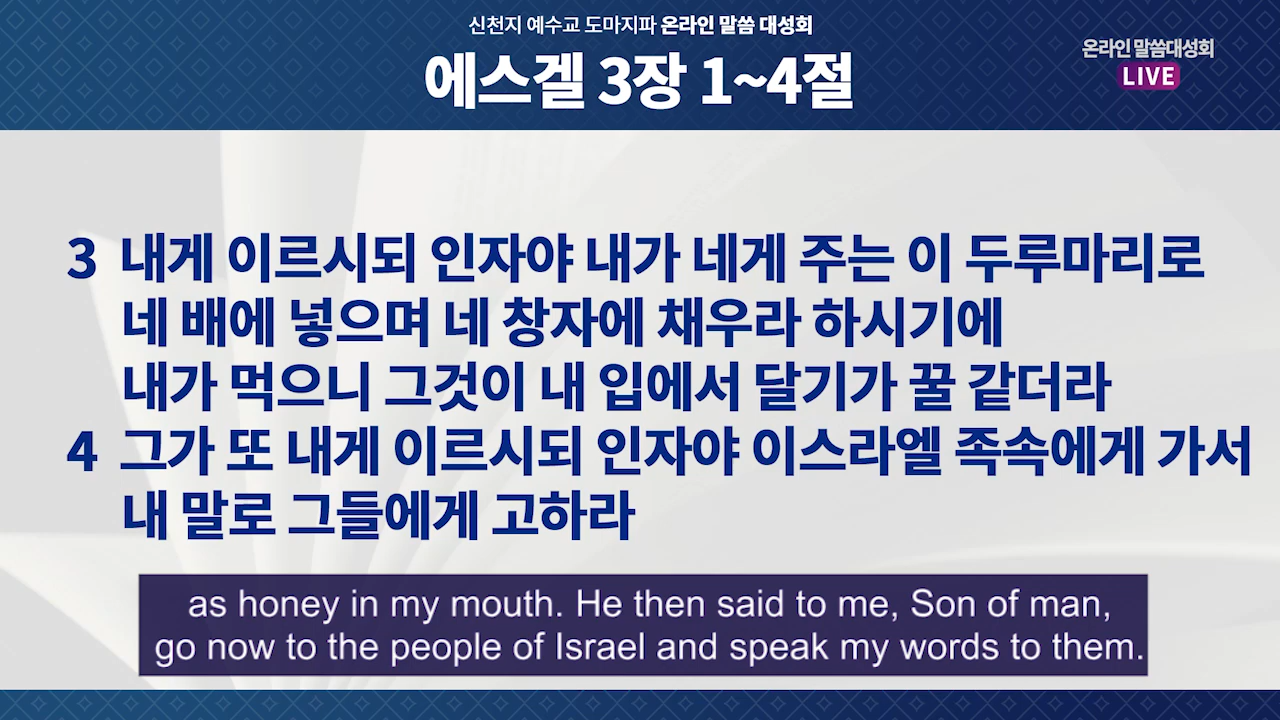 신천지 예수교 도마지파 온라인 말씀 대성회
에스겔 3장 1~4절
온라인 말씀대성회
LIVE
3 내게 이르시되 인자야 내가 네게 주는 이 두루마리로
네 배에 넣으며 네 창자에 채우라 하시기에
내가 먹으니 그것이 내 입에서 달기가 꿀 같더라
4 그가 또 내게 이르시되 인자야 이스라엘 족속에게 가서
내 말로 그들에게 고하라
as honey in my mouth. He then said to me, Son of man,
go now to the people of Israel and speak my words to them.